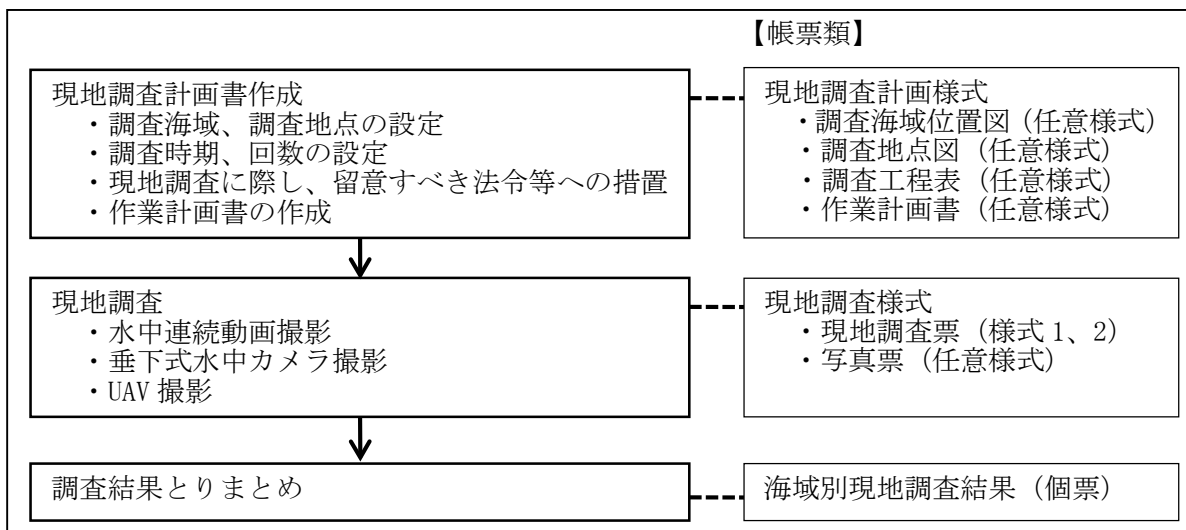 【帳票類】
現地調査計画書作成
・調査海域、調査地点の設定
・調査時期、回数の設定
・現地調査に際し、留意すべき法令等への措置
・作業計画書の作成
現地調査計画様式
・調査海域位置図(任意様式)
・調査地点図(任意様式)
・調査工程表(任意様式)
・作業計画書(任意様式)
現地調査
・水中連続動画撮影
・垂下式水中カメラ撮影
・UAV 撮影
現地調査様式
・現地調査票(様式 1、2)
・写真票(任意様式)
調査結果とりまとめ
海域別現地調査結果(個票)